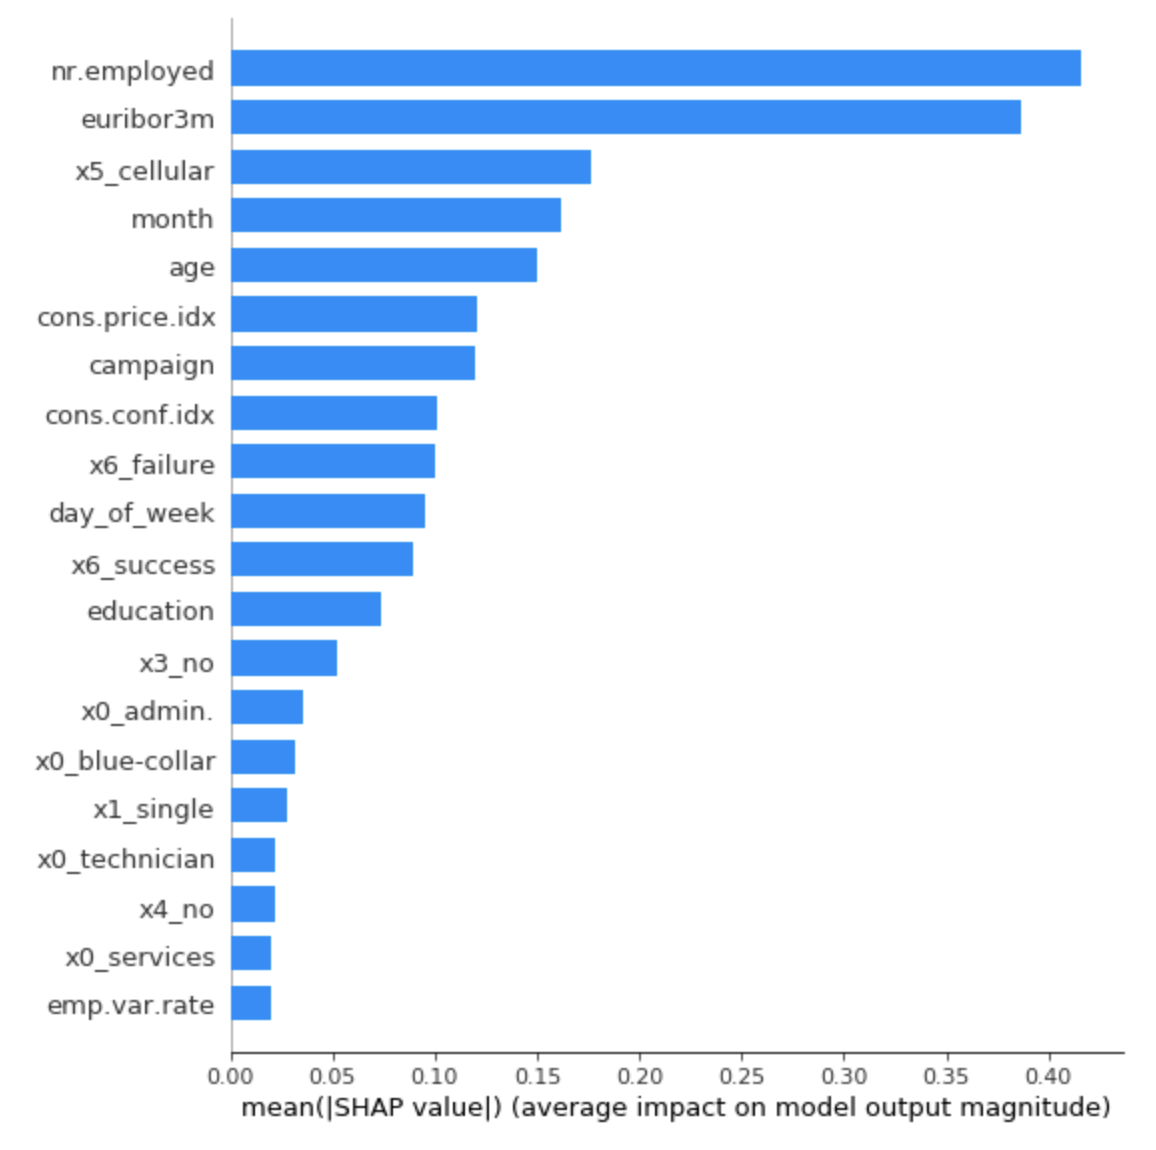 nr.employed
euribor3m
x5_cellular
month
age
cons.price.idx
campaign
cons.conf.idx
x6_failure
day_of_week
x6_success
education
x3_no
x0_admin.
x0_blue-collar
x1_single
x0_technician
x4_no
x0_services
emp.var.rate
0.00 0.05 0.10 0.15 0.20 0.25 0.30 0.35 0.40
mean(|SHAP value|) (average impact on model output magnitude)